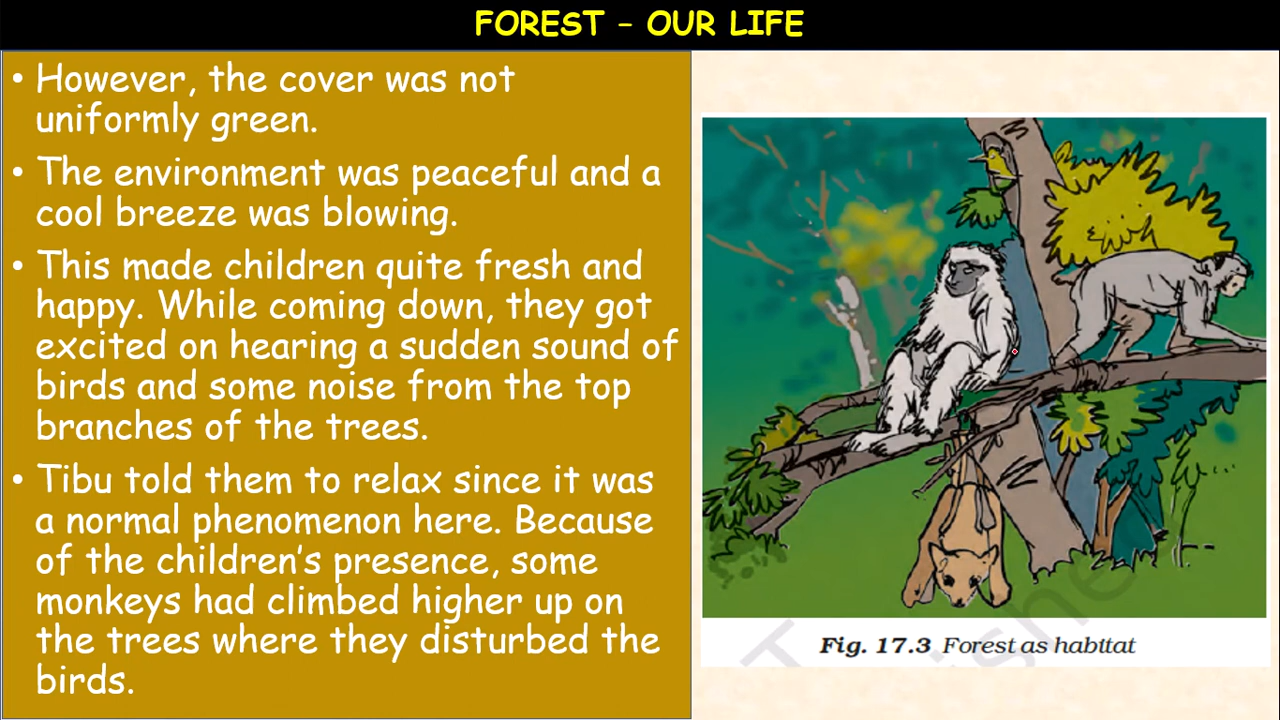 FOREST – OUR LIFE
• However, the cover was not
uniformly green.
• The environment was peaceful and a
cool breeze was blowing.
• This made children quite fresh and
happy. While coming down, they got
excited on hearing a sudden sound of
birds and some noise from the top
branches of the trees.
• Tibu told them to relax since it was
a normal phenomenon here. Because
of the children’s presence, some
monkeys had climbed higher up on
the trees where they disturbed the
birds.
Fig. 17.3 Forest as habitat